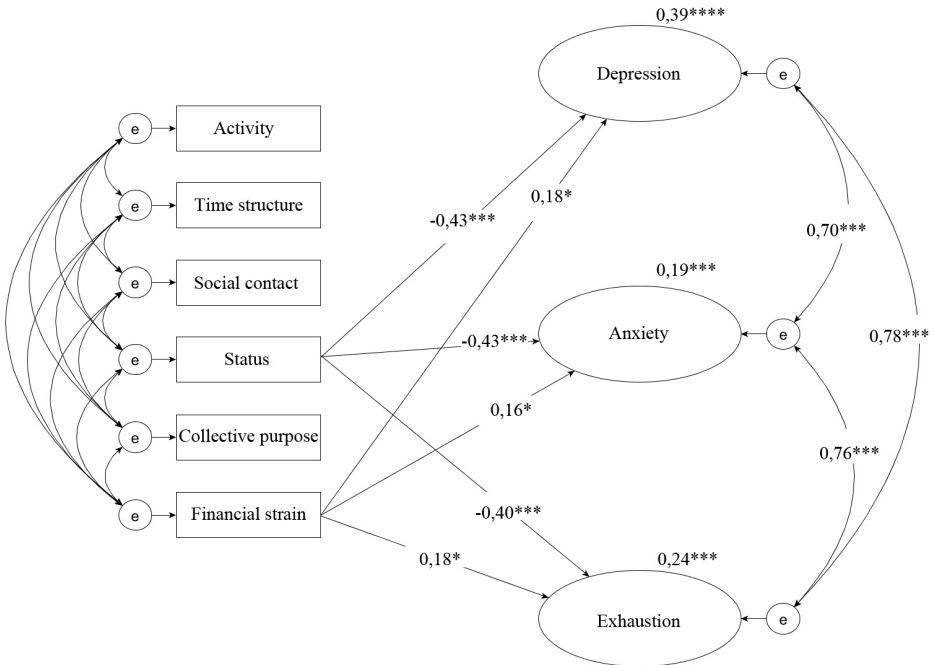 0,39****
Depression
e
e
Activity
e
Time structure
0,18*
-0,43***
0,70***
0,19***
e
Social contact
Anxiety
e
-0,43***
0,78***
e
Status
0,16*
e
Collective purpose
0,76***
e
Financial strain
-0,40***
0,18*
0,24***
Exhaustion
e